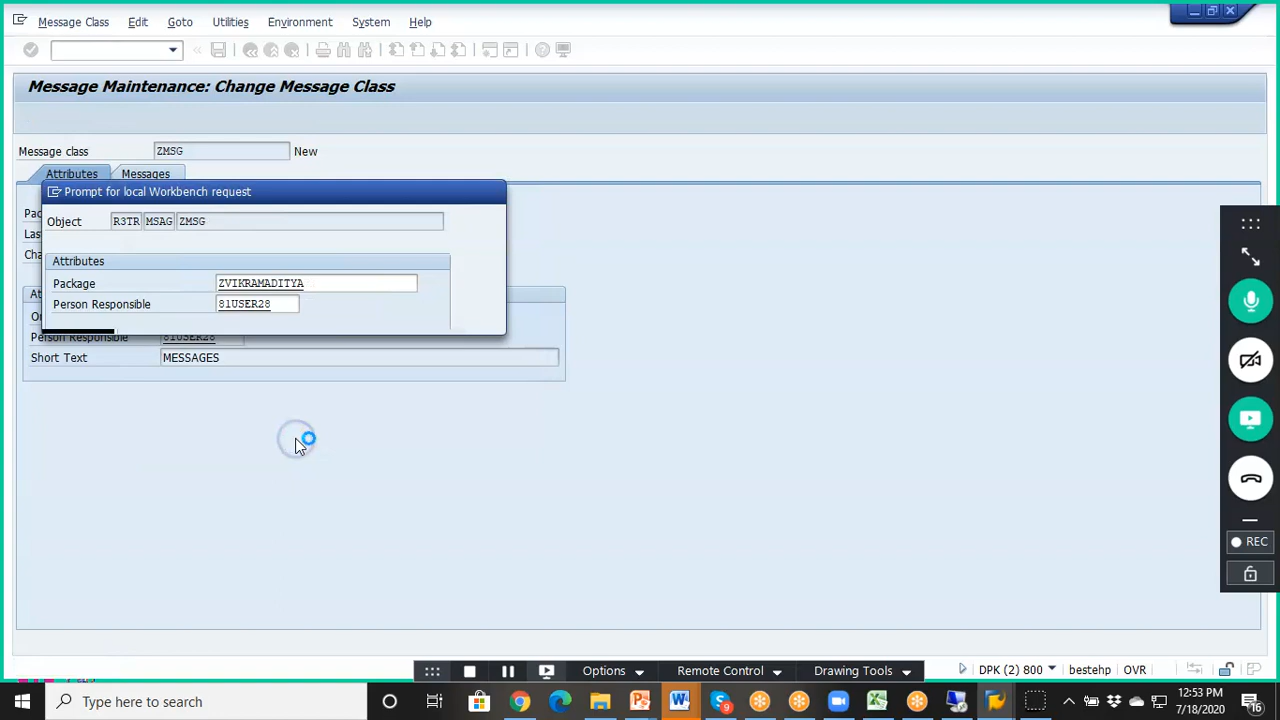 Message Class Edit Goto Utilities Environment System Help
Message Maintenance: Change Message Class
Message class ZMSG New
Attributes Messages
Prompt for local Workbench request
Object R3TR MSAG ZMSG
Attributes
Package ZVIKRAMADITYA
Person Responsible 81USER28
Person Responsible 81USER28
Short Text MESSAGES
REC
Options Remote Control Drawing Tools
DPK (2) 800 bestehp OVR
Type here to search
9
12:53 PM
7/18/2020
16